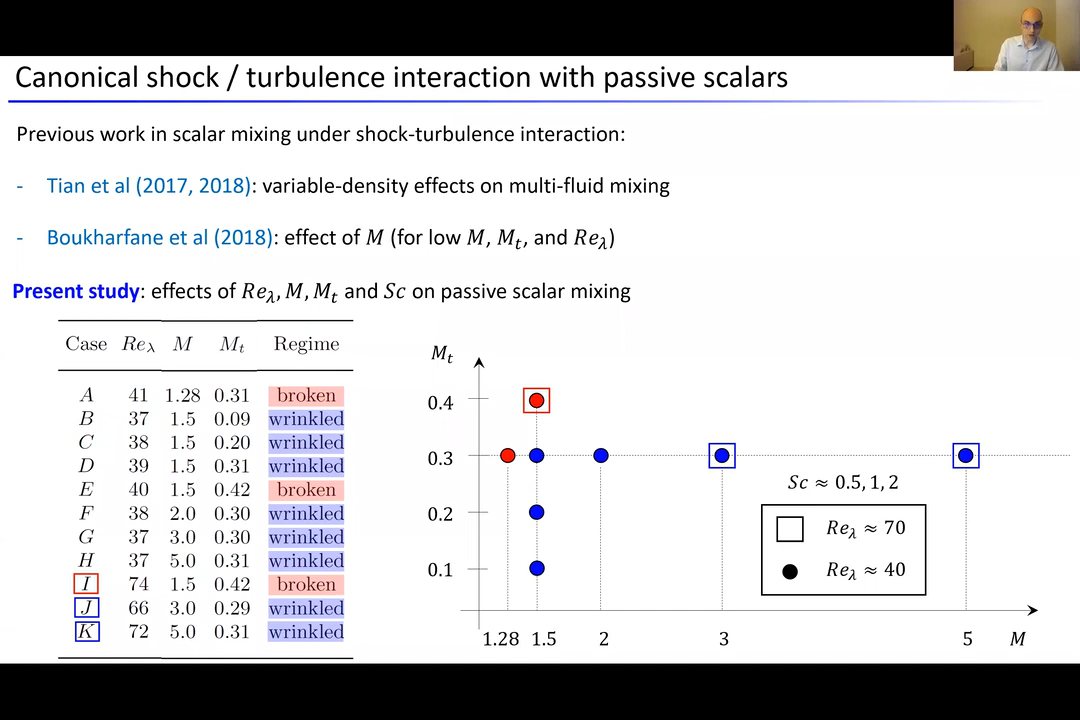 Canonical shock / turbulence interaction with passive scalars
Previous work in scalar mixing under shock-turbulence interaction:
- Tian et al (2017, 2018): variable-density effects on multi-fluid mixing
- Boukharfane et al (2018): effect of M (for low M, Mₜ, and Re_λ)
Present study: effects of Re_λ, M, Mₜ and Sc on passive scalar mixing
Case Re_λ M Mₜ Regime
A 41 1.28 0.31 broken
B 37 1.5 0.09 wrinkled
C 38 1.5 0.20 wrinkled
D 39 1.5 0.31 wrinkled
E 40 1.5 0.42 broken
F 38 2.0 0.30 wrinkled
G 37 3.0 0.30 wrinkled
H 37 5.0 0.31 wrinkled
I 74 1.5 0.42 broken
J 66 3.0 0.29 wrinkled
K 72 5.0 0.31 wrinkled
Mₜ
0.4
0.3
0.2
0.1
1.28 1.5 2 3 5 M
Sc ≈ 0.5, 1, 2
Re_λ ≈ 70
Re_λ ≈ 40